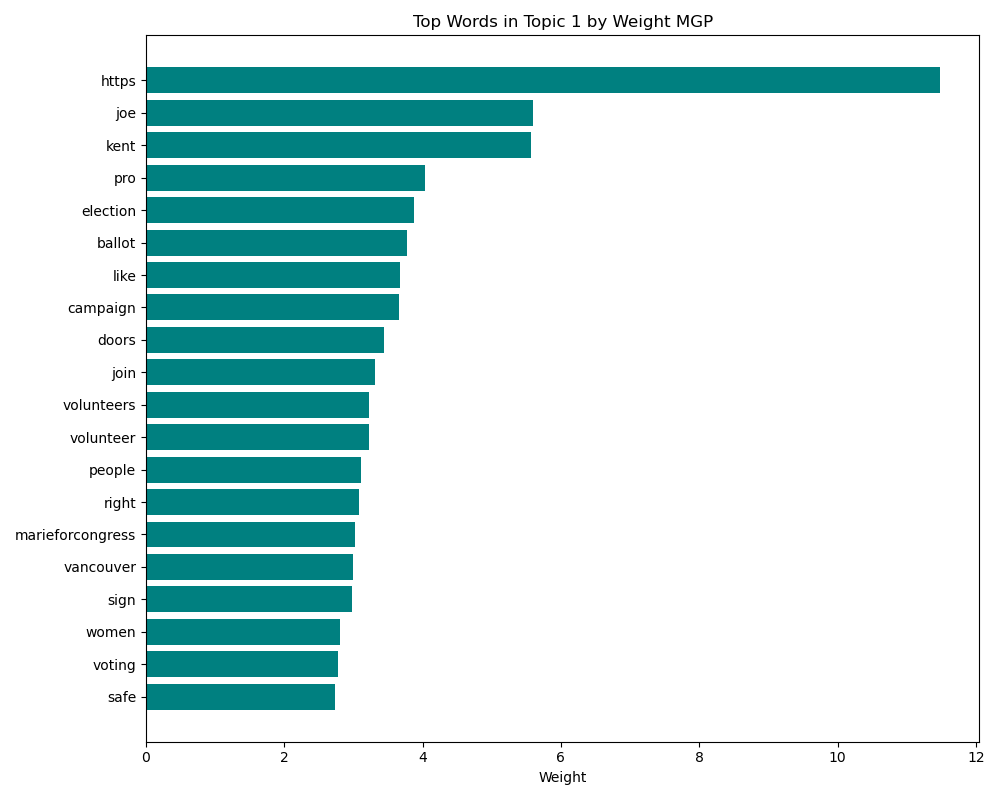 Top Words in Topic 1 by Weight MGP
https
joe
kent
pro
election
ballot
like
campaign
doors
join
volunteers
volunteer
people
right
marieforcongress
vancouver
sign
women
voting
safe
0 2 4 6 8 10 12
Weight